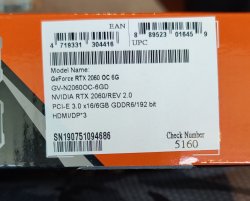 EAN
4 719331 304416
8 89523 01645 9
UPC
Model Name:
GeForce RTX 2060 OC 6G
GV-N2060OC-6GD
NVIDIA RTX 2060/REV 2.0
PCI-E 3.0 x16/6GB GDDR6/192 bit
HDMI/DP*3
SN190751094686
Check Number
5160